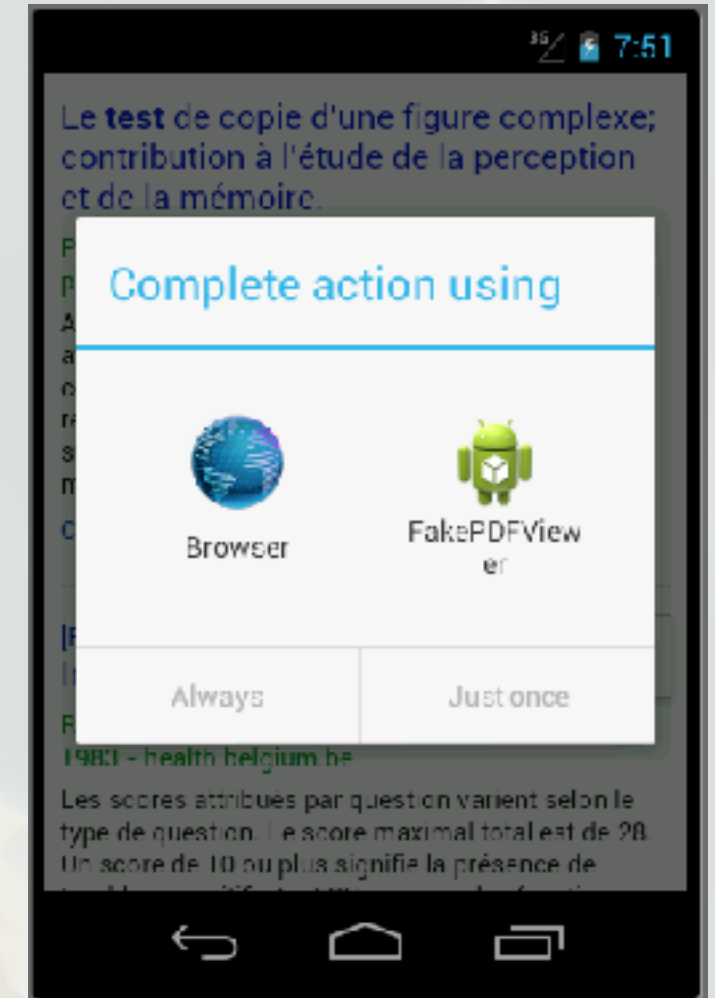 3G 7:51
Le test de copie d'une figure complexe;
contribution à l'étude de la perception
et de la mémoire.
Complete action using
Browser
FakePDFView
er
Always
Just once
1983 - health.belgium.be
Les scores attribués par question varient selon le
type de question. Le score maximal total est de 28.
Un score de 10 ou plus signifie la présence de